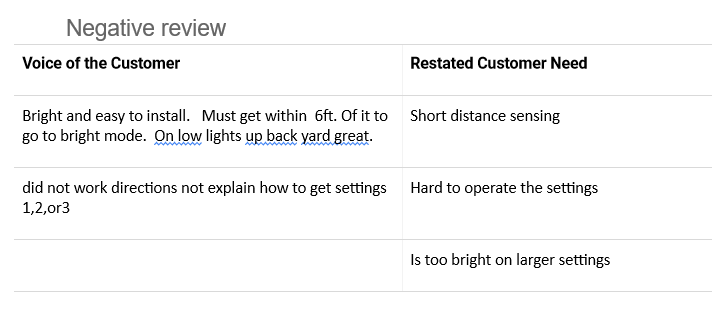 Negative review
Voice of the Customer
Restated Customer Need
Bright and easy to install.   Must get within  6ft. Of it to
go to bright mode.  On low lights up back yard great.
Short distance sensing
did not work directions not explain how to get settings
1,2,or3
Hard to operate the settings
Is too bright on larger settings